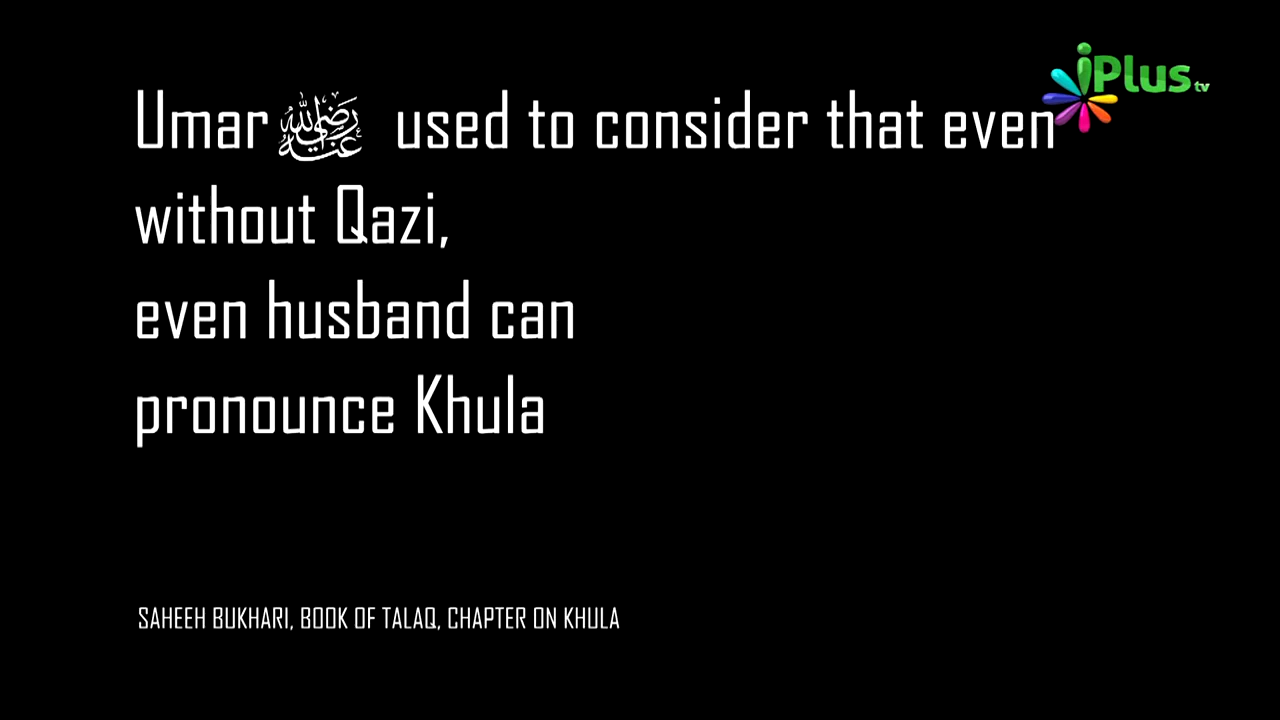 iPlus tv
Umar رضي الله عنه used to consider that even
without Qazi,
even husband can
pronounce Khula
SAHEEH BUKHARI, BOOK OF TALAQ, CHAPTER ON KHULA